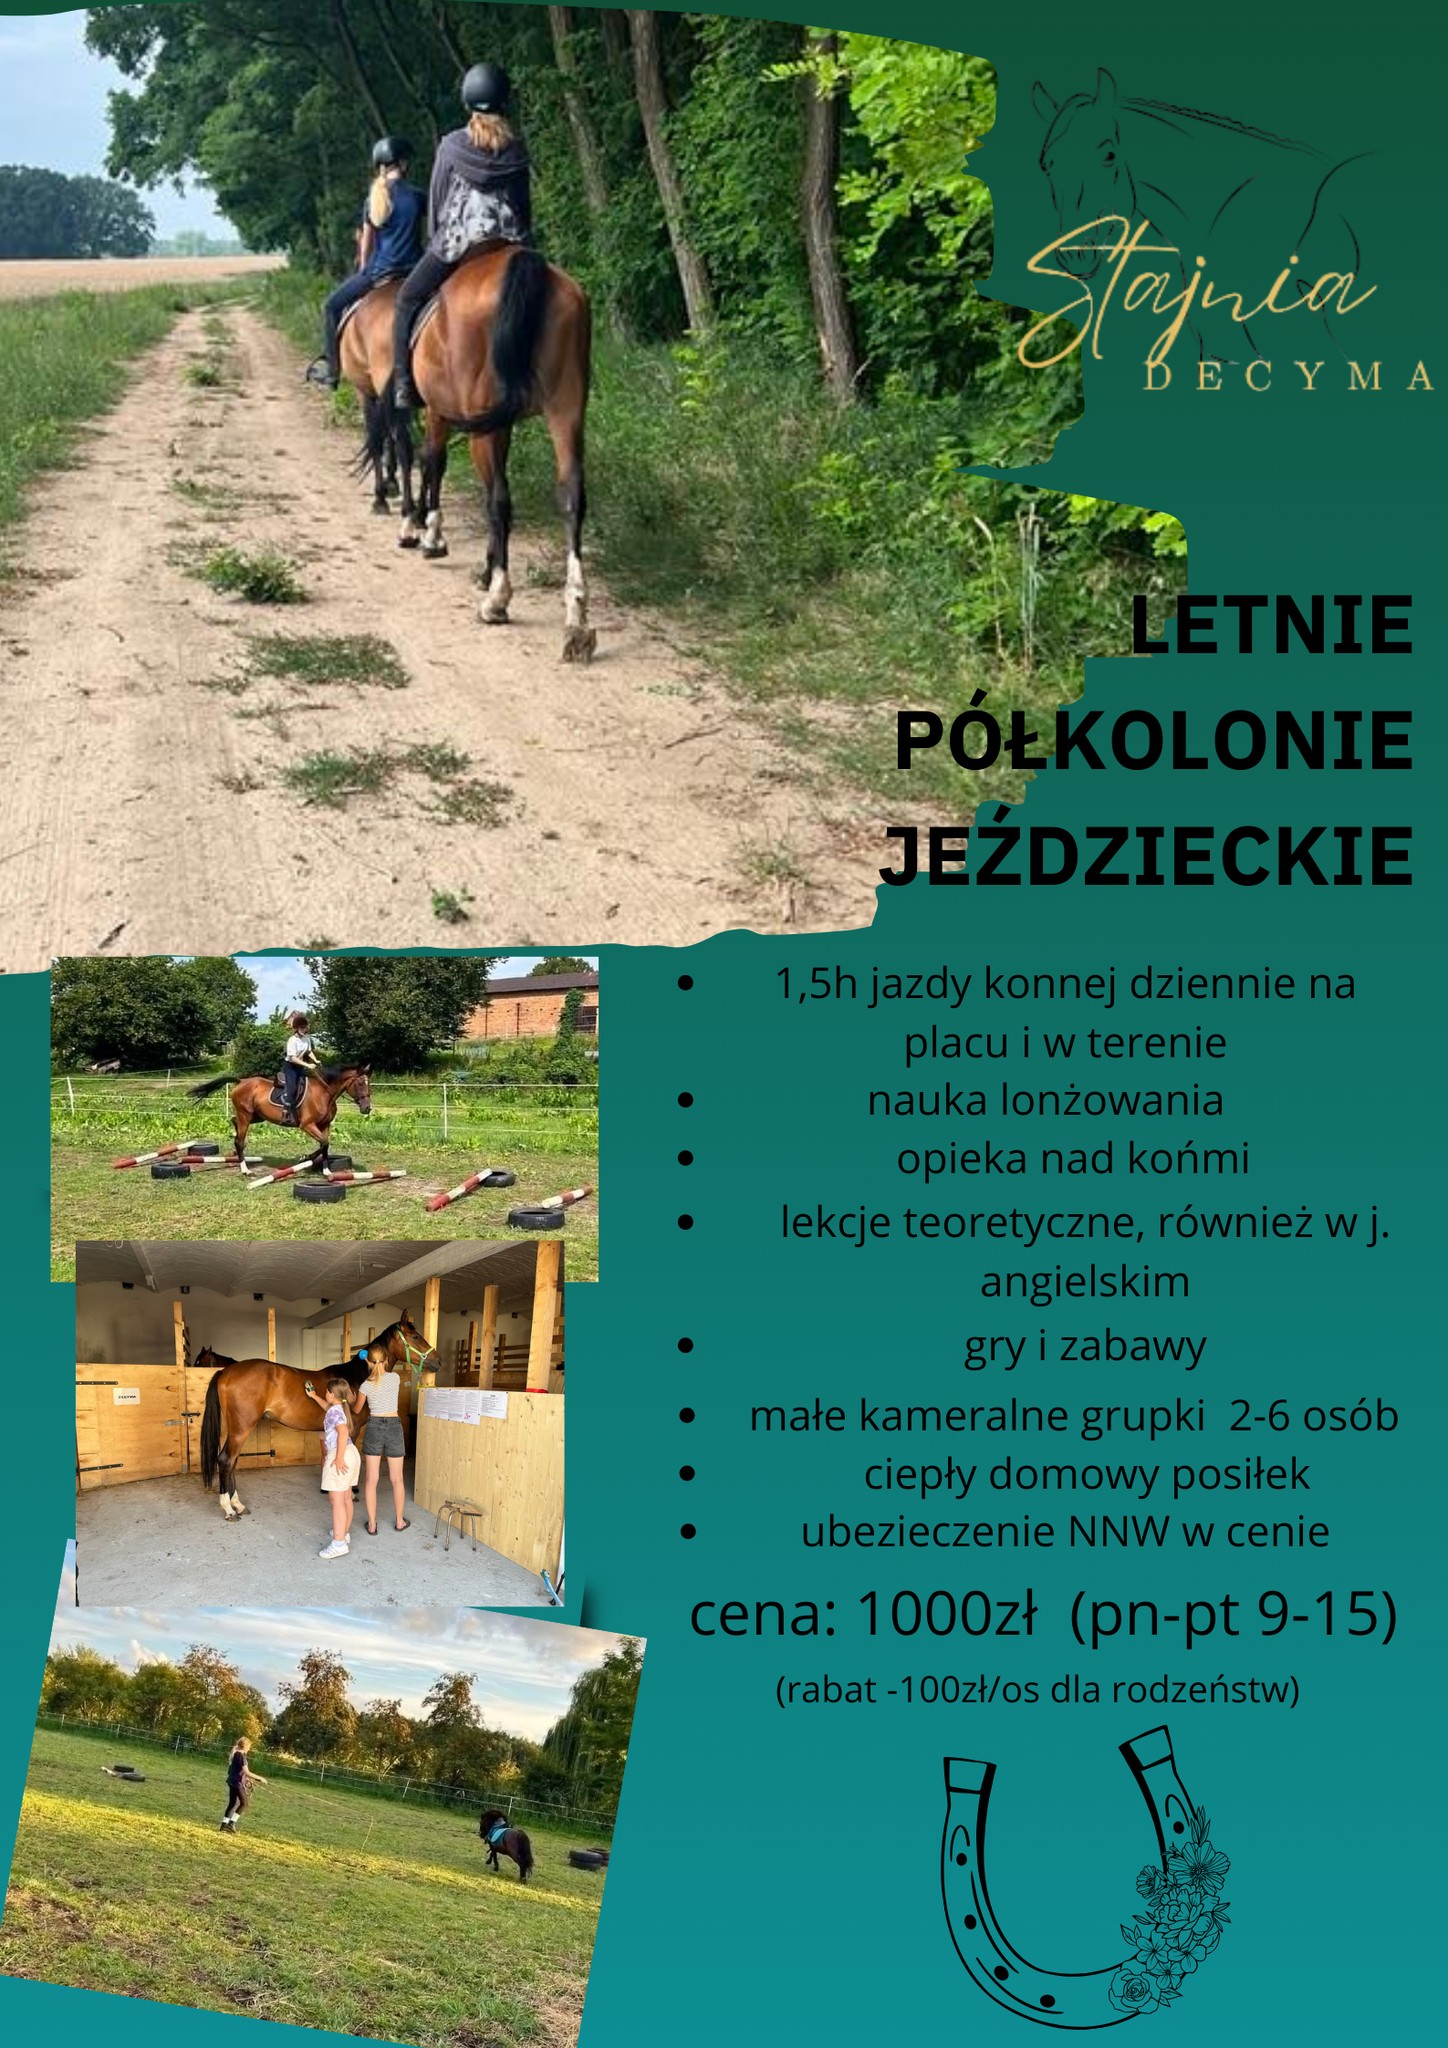 Stajnia
DECYMA
LETNIE
PÓŁKOLONIE
JEŹDZIECKIE
• 1,5h jazdy konnej dziennie na
placu i w terenie
• nauka lonżowania
• opieka nad końmi
• lekcje teoretyczne, również w j.
angielskim
• gry i zabawy
• małe kameralne grupki 2-6 osób
• ciepły domowy posiłek
• ubezieczenie NNW w cenie
cena: 1000zł (pn-pt 9-15)
(rabat -100zł/os dla rodzeństw)